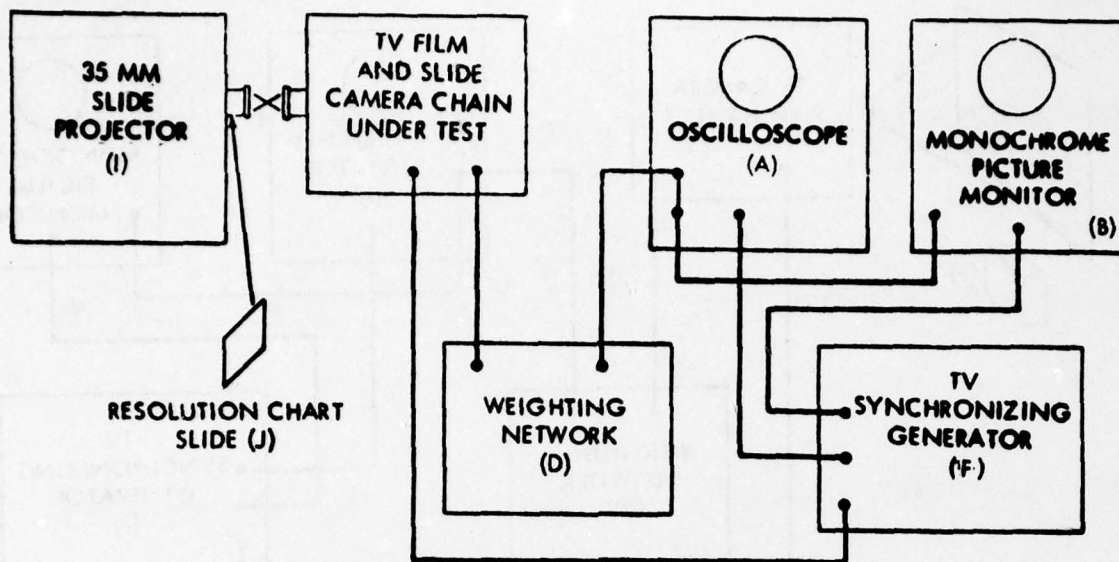 35 MM
SLIDE
PROJECTOR
(I)
TV FILM
AND SLIDE
CAMERA CHAIN
UNDER TEST
OSCILLOSCOPE
(A)
MONOCHROME
PICTURE
MONITOR
(B)
RESOLUTION CHART
SLIDE (J)
WEIGHTING
NETWORK
(D)
TV
SYNCHRONIZING
GENERATOR
(F)